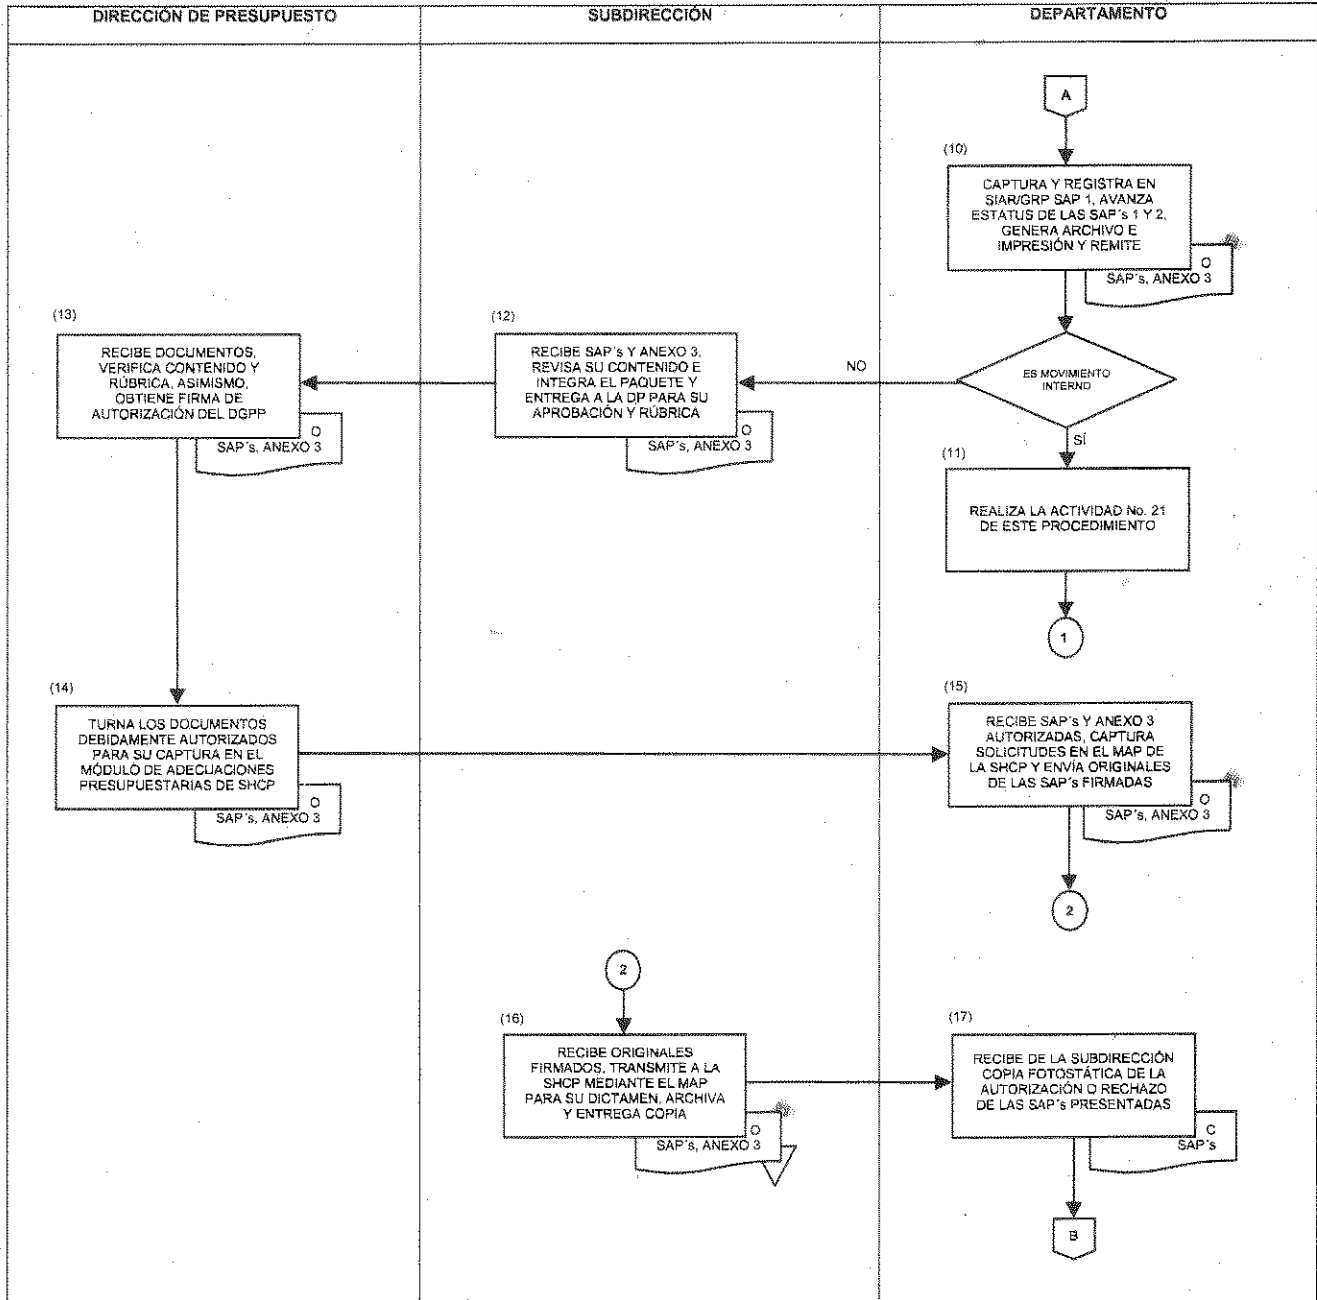 DIRECCIÓN DE PRESUPUESTO
SUBDIRECCIÓN
DEPARTAMENTO
A
(10)
CAPTURA Y REGISTRA EN
SIAR/GRP SAP 1, AVANZA
ESTATUS DE LAS SAP´s 1 Y 2,
GENERA ARCHIVO E
IMPRESIÓN Y REMITE
O
SAP´s, ANEXO 3
(13)
RECIBE DOCUMENTOS,
VERIFICA CONTENIDO Y
RÚBRICA, ASIMISMO,
OBTIENE FIRMA DE
AUTORIZACIÓN DEL DGPP
O
SAP´s, ANEXO 3
(12)
RECIBE SAP´s Y ANEXO 3,
REVISA SU CONTENIDO E
INTEGRA EL PAQUETE Y
ENTREGA A LA DP PARA SU
APROBACIÓN Y RÚBRICA
O
SAP´s, ANEXO 3
NO
ES MOVIMIENTO
INTERNO
SÍ
(11)
REALIZA LA ACTIVIDAD No. 21
DE ESTE PROCEDIMIENTO
1
(14)
TURNA LOS DOCUMENTOS
DEBIDAMENTE AUTORIZADOS
PARA SU CAPTURA EN EL
MÓDULO DE ADECUACIONES
PRESUPUESTARIAS DE SHCP
O
SAP´s, ANEXO 3
(15)
RECIBE SAP´s Y ANEXO 3
AUTORIZADAS, CAPTURA
SOLICITUDES EN EL MAP DE
LA SHCP Y ENVÍA ORIGINALES
DE LAS SAP´s FIRMADAS
O
SAP´s, ANEXO 3
2
2
(16)
RECIBE ORIGINALES
FIRMADOS, TRANSMITE A LA
SHCP MEDIANTE EL MAP
PARA SU DICTAMEN, ARCHIVA
Y ENTREGA COPIA
O
SAP´s, ANEXO 3
(17)
RECIBE DE LA SUBDIRECCIÓN
COPIA FOTOSTÁTICA DE LA
AUTORIZACIÓN O RECHAZO
DE LAS SAP´s PRESENTADAS
C
SAP´s
B